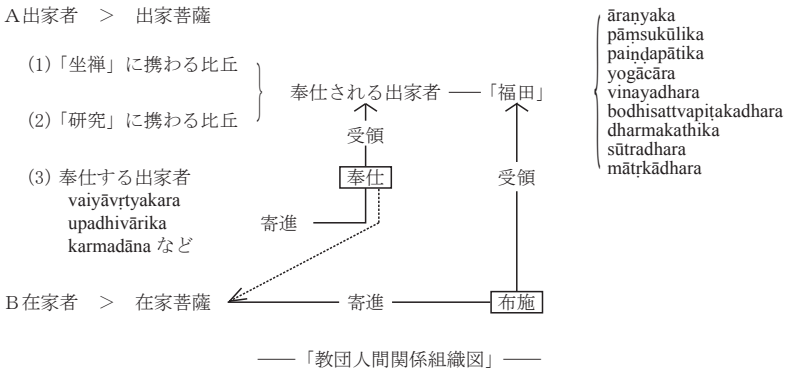 A出家者 > 出家菩薩
(1)「坐禅」に携わる比丘
(2)「研究」に携わる比丘
奉仕される出家者 ――「福田」
āraṇyaka
pāṃsukūlika
paiṇḍapātika
yogācāra
vinayadhara
bodhisattvapiṭakadhara
dharmakathika
sūtradhara
mātṛkādhara
受領
受領
(3) 奉仕する出家者
vaiyāvṛtyakara
upadhivārika
karmadāna など
奉仕
寄進
B在家者 > 在家菩薩
寄進
布施
――「教団人間関係組織図」――